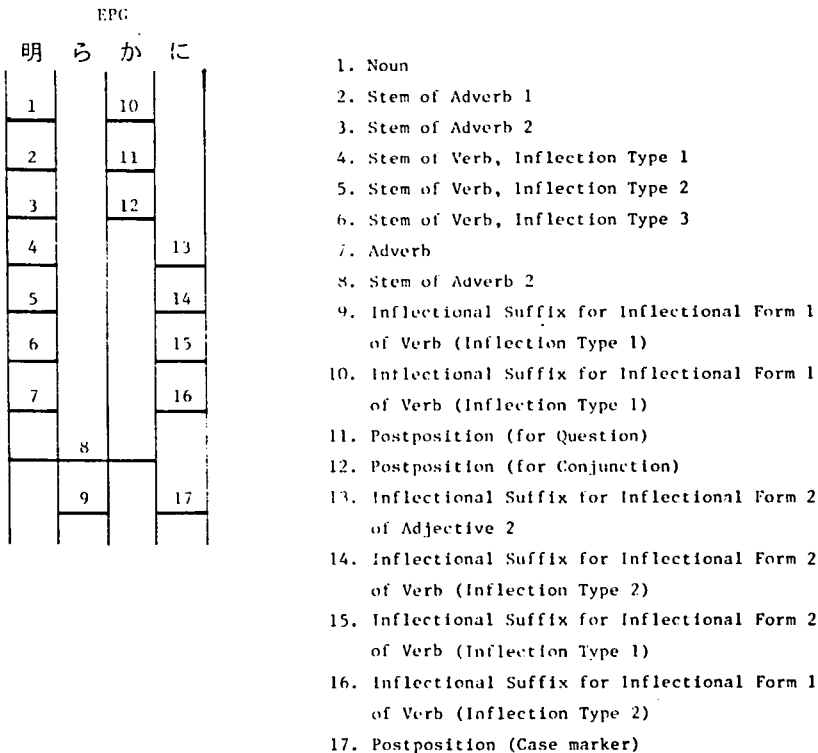 EPG
明らかに
1 10
2 11
3 12
4 13
5 14
6 15
7 16
8
9 17
1. Noun
2. Stem of Adverb 1
3. Stem of Adverb 2
4. Stem of Verb, Inflection Type 1
5. Stem of Verb, Inflection Type 2
6. Stem of Verb, Inflection Type 3
7. Adverb
8. Stem of Adverb 2
9. Inflectional Suffix for Inflectional Form 1
of Verb (Inflection Type 1)
10. Inflectional Suffix for Inflectional Form 1
of Verb (Inflection Type 1)
11. Postposition (for Question)
12. Postposition (for Conjunction)
13. Inflectional Suffix for Inflectional Form 2
of Adjective 2
14. Inflectional Suffix for Inflectional Form 2
of Verb (Inflection Type 2)
15. Inflectional Suffix for Inflectional Form 2
of Verb (Inflection Type 1)
16. Inflectional Suffix for Inflectional Form 1
of Verb (Inflection Type 2)
17. Postposition (Case marker)